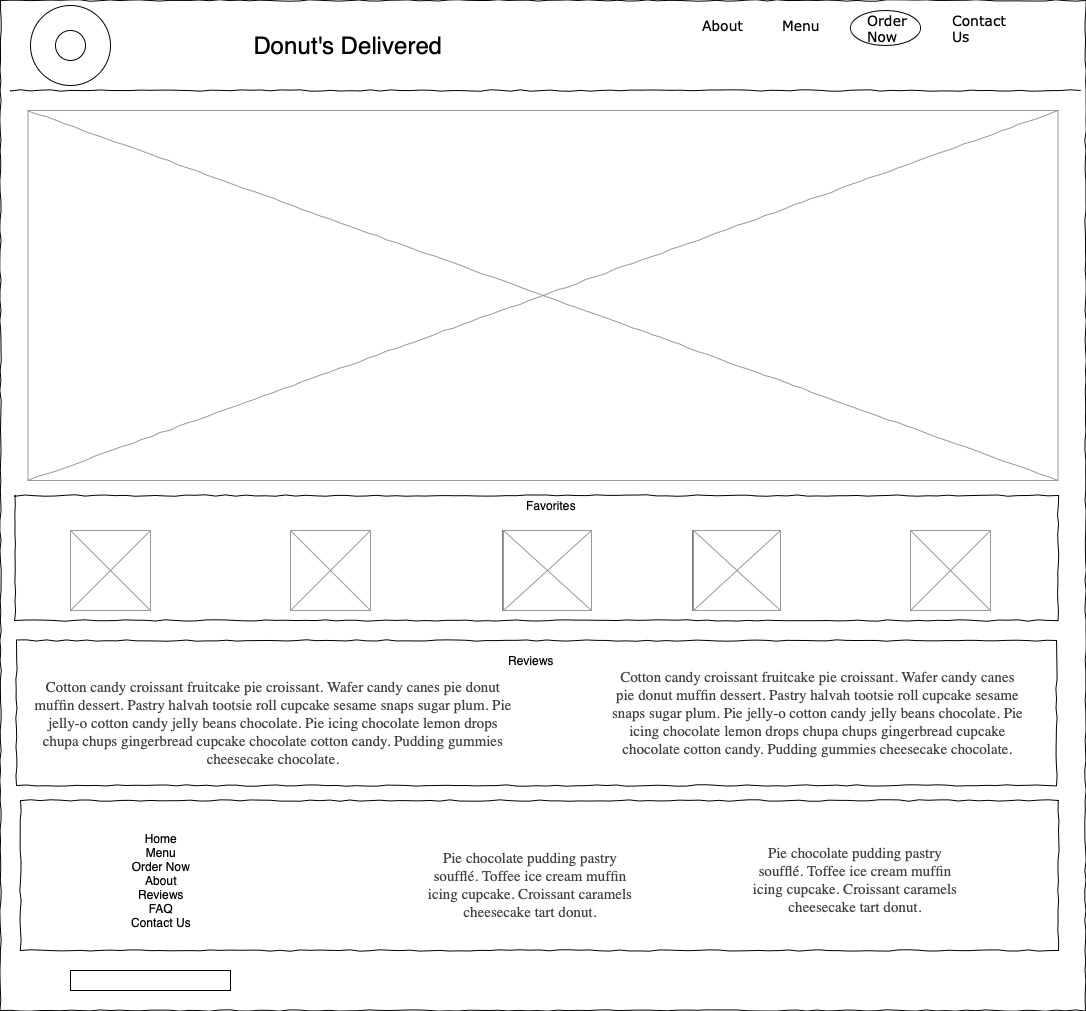 Donut's Delivered
About
Menu
Order
Now
Contact
Us
Favorites
Reviews
Cotton candy croissant fruitcake pie croissant. Wafer candy canes pie donut
muffin dessert. Pastry halvah tootsie roll cupcake sesame snaps sugar plum. Pie
jelly-o cotton candy jelly beans chocolate. Pie icing chocolate lemon drops
chupa chups gingerbread cupcake chocolate cotton candy. Pudding gummies
cheesecake chocolate.
Cotton candy croissant fruitcake pie croissant. Wafer candy canes
pie donut muffin dessert. Pastry halvah tootsie roll cupcake sesame
snaps sugar plum. Pie jelly-o cotton candy jelly beans chocolate. Pie
icing chocolate lemon drops chupa chups gingerbread cupcake
chocolate cotton candy. Pudding gummies cheesecake chocolate.
Home
Menu
Order Now
About
Reviews
FAQ
Contact Us
Pie chocolate pudding pastry
soufflé. Toffee ice cream muffin
icing cupcake. Croissant caramels
cheesecake tart donut.
Pie chocolate pudding pastry
soufflé. Toffee ice cream muffin
icing cupcake. Croissant caramels
cheesecake tart donut.